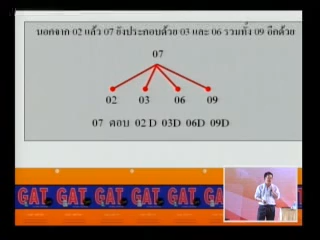 นอกจาก 02 แล้ว 07 ยังประกอบด้วย 03 และ 06 รวมทั้ง 09 อีกด้วย
07
02 03 06 09
07 ตอบ 02 D 03D 06D 09D
GAT GAT GAT GAT GAT GAT